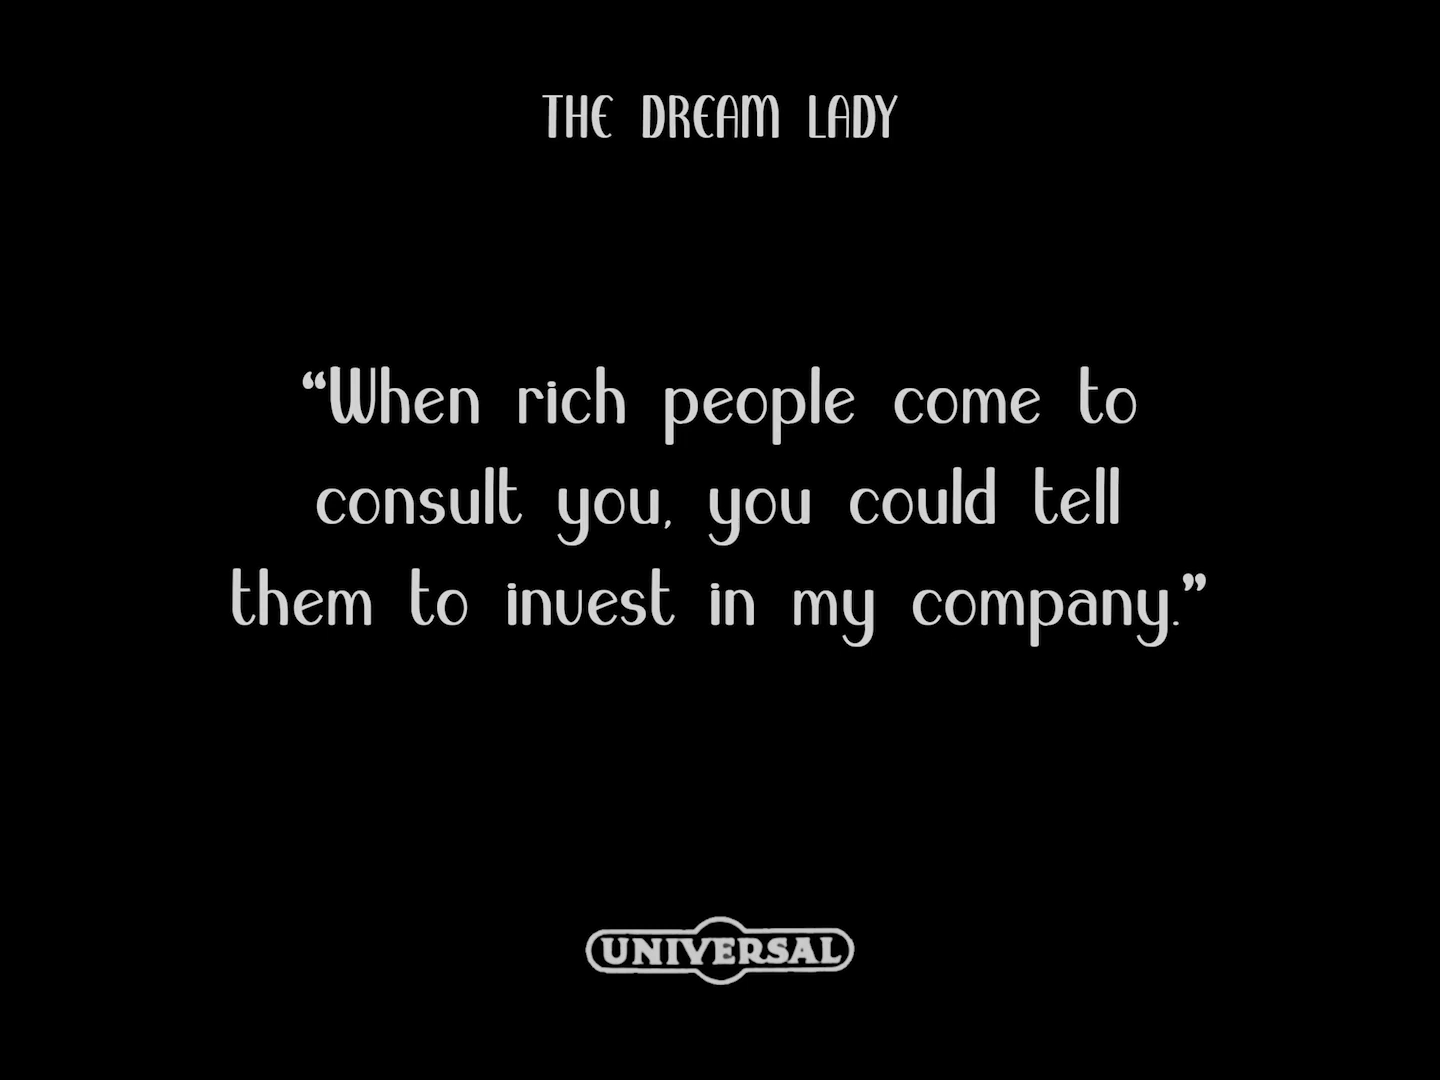 THE DREAM LADY
“When rich people come to
consult you, you could tell
them to invest in my company.”
UNIVERSAL